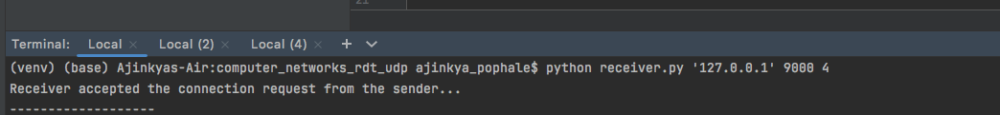 21
Terminal: Local × Local (2) × Local (4) × +
(venv) (base) Ajinkyas-Air:computer_networks_rdt_udp ajinkya_pophale$ python receiver.py '127.0.0.1' 9000 4
Receiver accepted the connection request from the sender...
-------------------